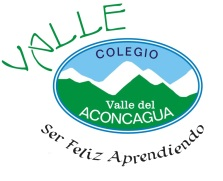 VALLE
COLEGIO
Valle del
ACONCAGUA
Ser Feliz Aprendiendo